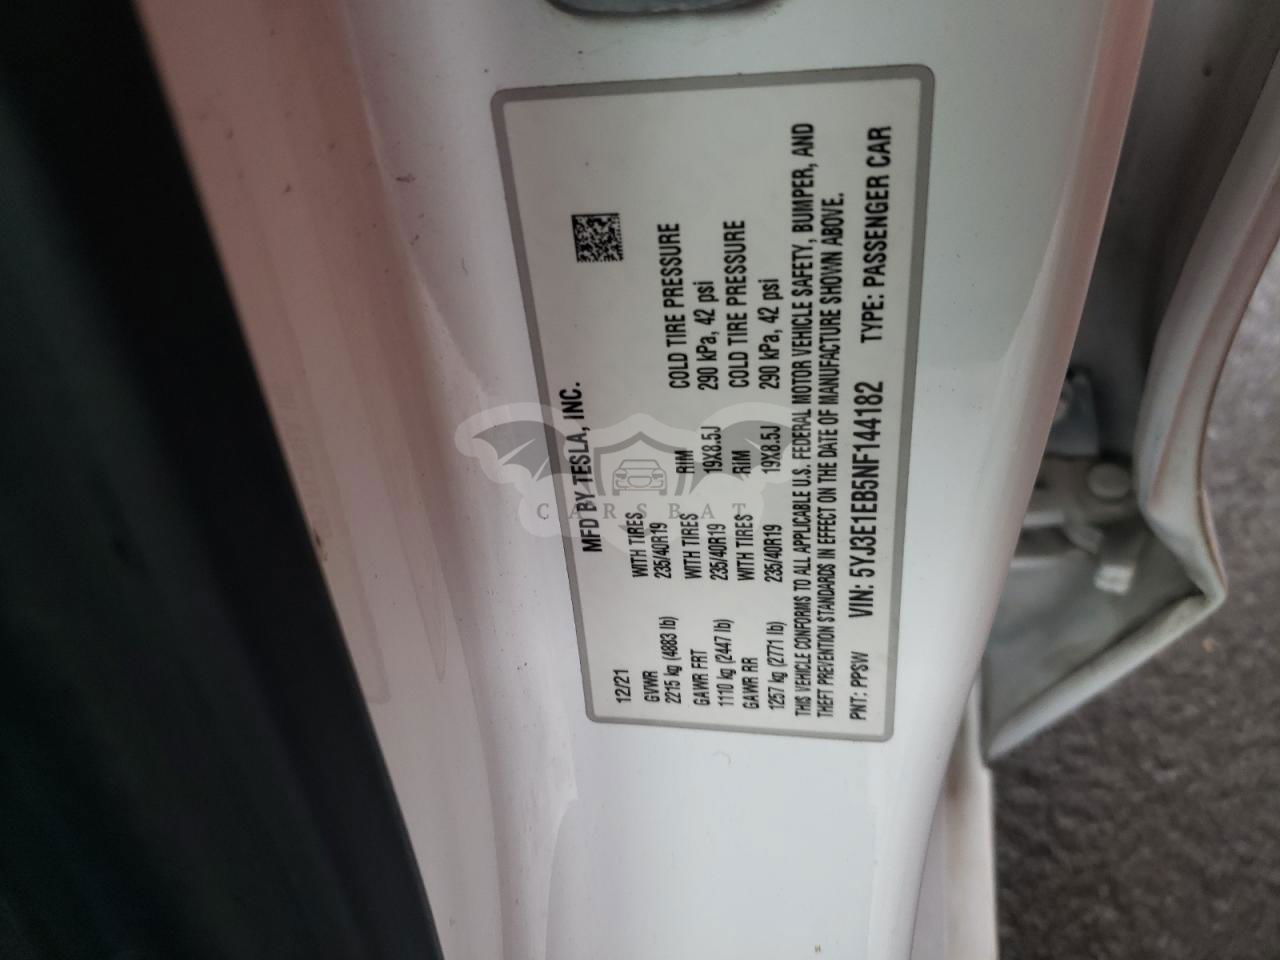 MFD BY TESLA, INC.
12/21
GVWR WITH TIRES RIM COLD TIRE PRESSURE
2215 kg (4883 lb) 235/40R19 19X8.5J 290 kPa, 42 psi
GAWR FRT WITH TIRES RIM COLD TIRE PRESSURE
1110 kg (2447 lb) 235/40R19 19X8.5J 290 kPa, 42 psi
GAWR RR WITH TIRES
1257 kg (2771 lb) 235/40R19
THIS VEHICLE CONFORMS TO ALL APPLICABLE U.S. FEDERAL MOTOR VEHICLE SAFETY, BUMPER, AND
THEFT PREVENTION STANDARDS IN EFFECT ON THE DATE OF MANUFACTURE SHOWN ABOVE.
PNT: PPSW VIN: 5YJ3E1EB5NF144182 TYPE: PASSENGER CAR
CARSBAT